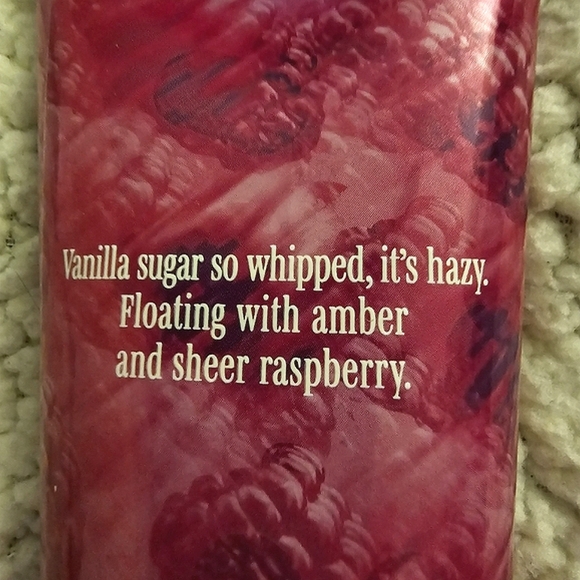 Vanilla sugar so whipped, it's hazy.
Floating with amber
and sheer raspberry.